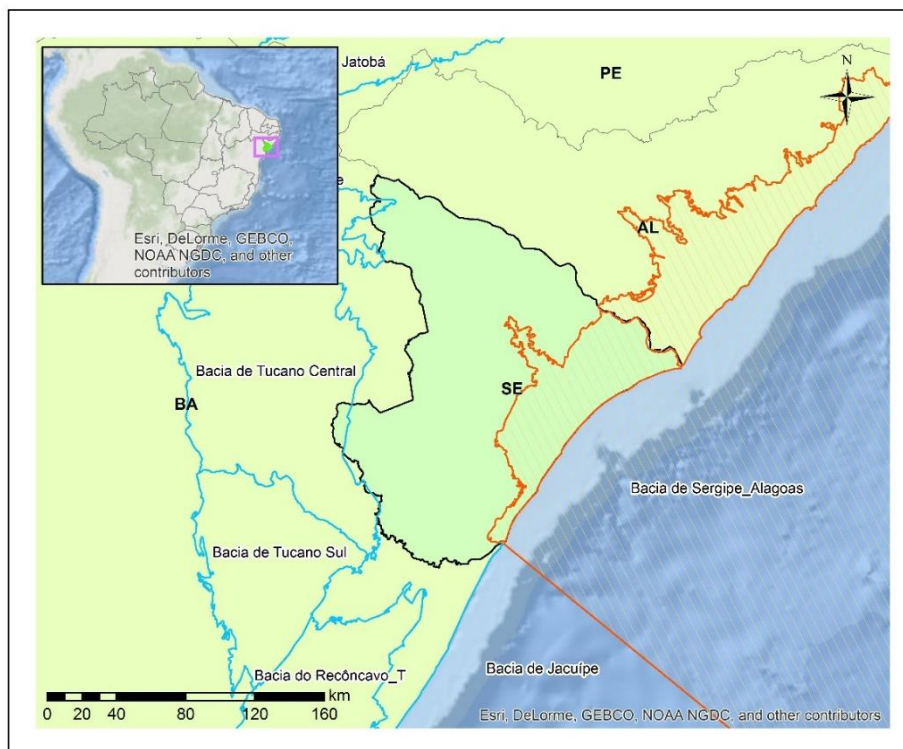 Jatobá
PE
N
e
Esri, DeLorme, GEBCO,
NOAA NGDC, and other
contributors
AL
Bacia de Tucano Central
SE
BA
Bacia de Sergipe_Alagoas
Bacia de Tucano Sul
Bacia de Jacuípe
Bacia do Recôncavo_T
km
0 20 40 80 120 160
Esri, DeLorme, GEBCO, NOAA NGDC, and other contributors